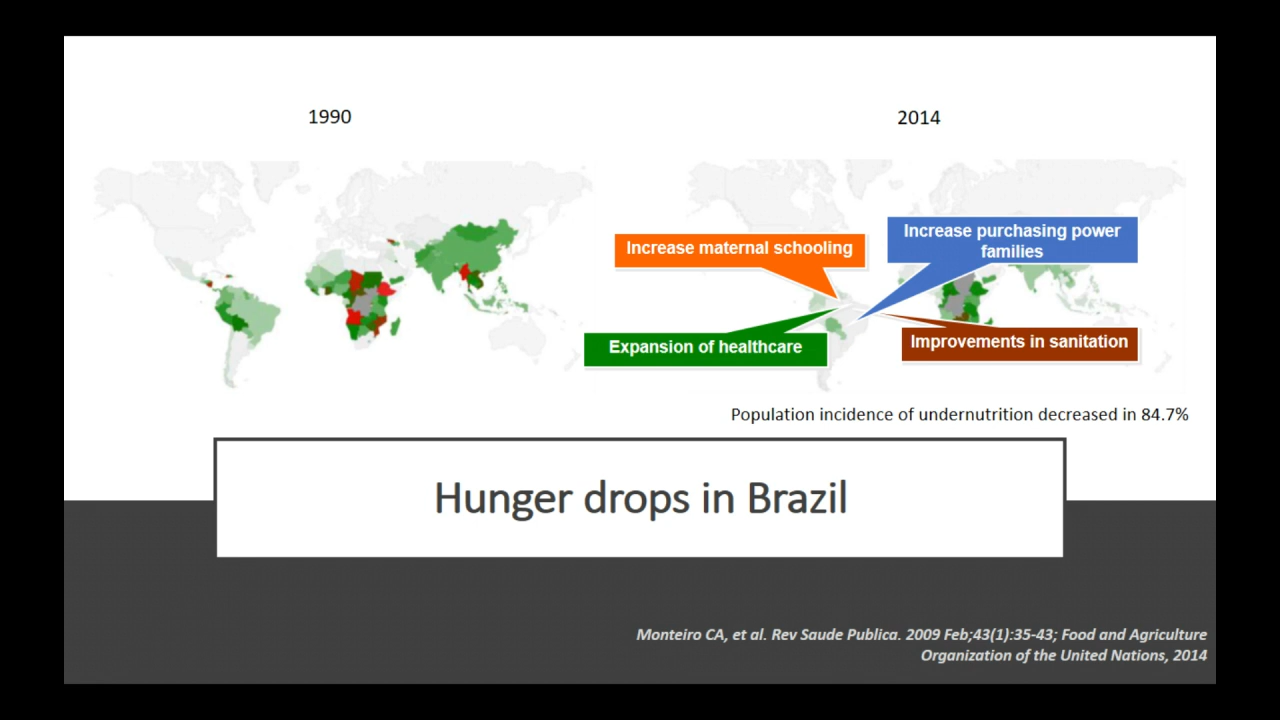 1990
2014
Increase maternal schooling
Increase purchasing power
families
Expansion of healthcare
Improvements in sanitation
Population incidence of undernutrition decreased in 84.7%
Hunger drops in Brazil
Monteiro CA, et al. Rev Saude Publica. 2009 Feb;43(1):35-43; Food and Agriculture
Organization of the United Nations, 2014